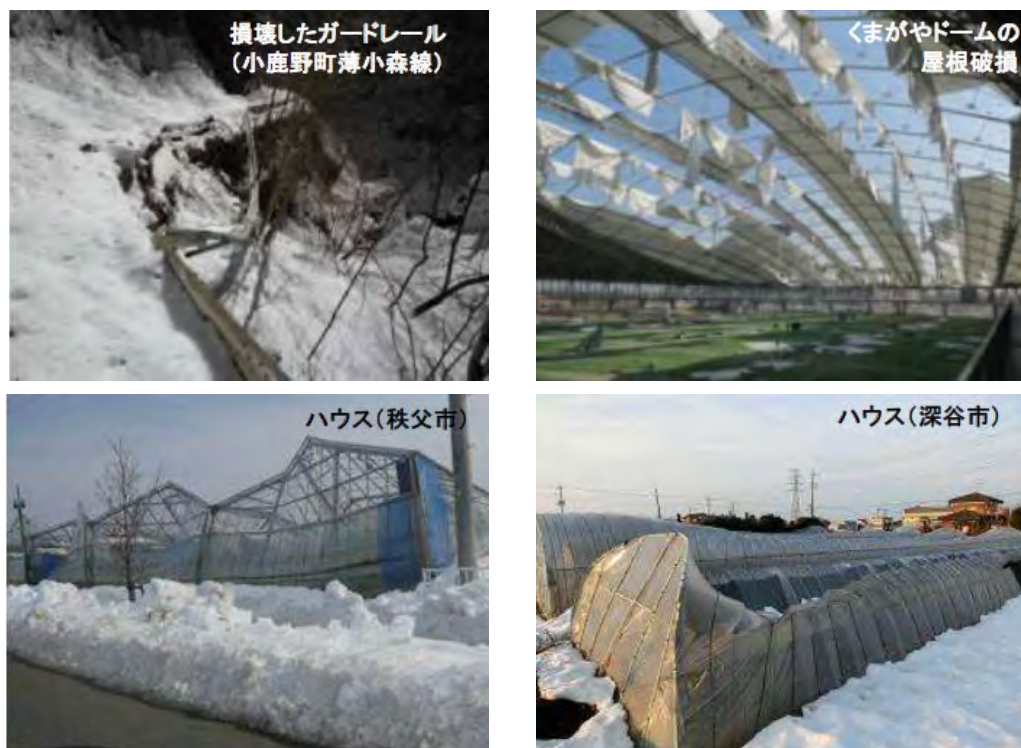 損壊したガードレール
(小鹿野町薄小森線)
くまがやドームの
屋根破損
ハウス(秩父市)
ハウス(深谷市)